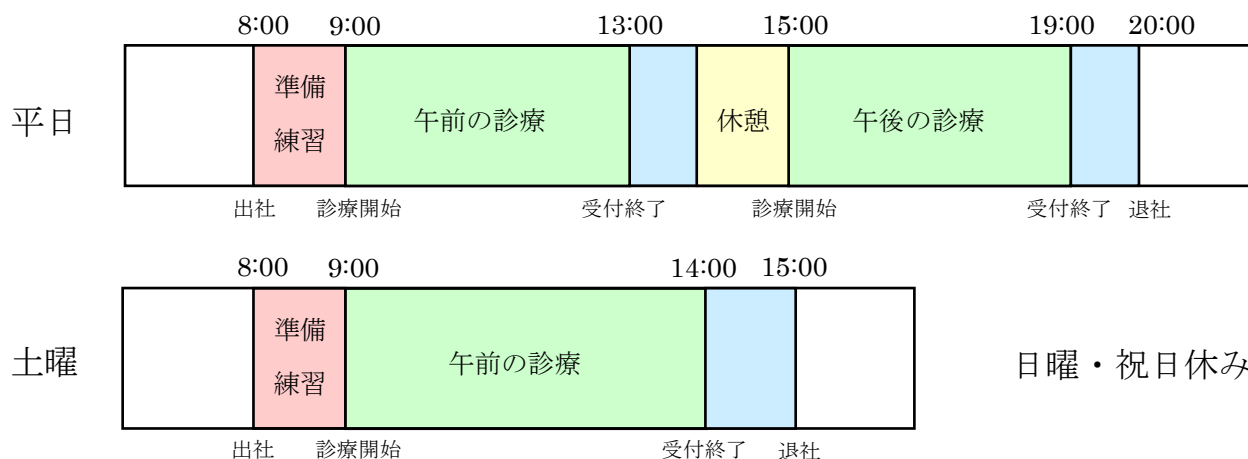 8:00 9:00 13:00 15:00 19:00 20:00
平日
準備
練習
午前の診療
休憩
午後の診療
出社 診療開始 受付終了 診療開始 受付終了 退社
8:00 9:00 14:00 15:00
土曜
準備
練習
午前の診療
日曜・祝日休み
出社 診療開始 受付終了 退社